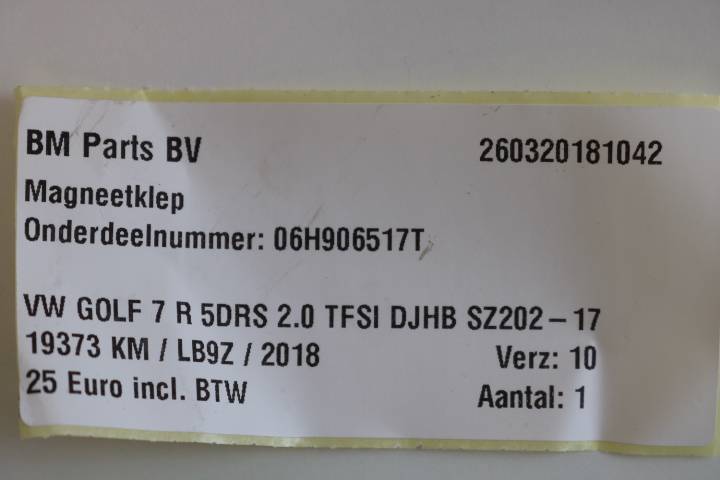 BM Parts BV 260320181042
Magneetklep
Onderdeelnummer: 06H906517T
VW GOLF 7 R 5DRS 2.0 TFSI DJHB SZ202-17
19373 KM / LB9Z / 2018 Verz: 10
25 Euro incl. BTW Aantal: 1